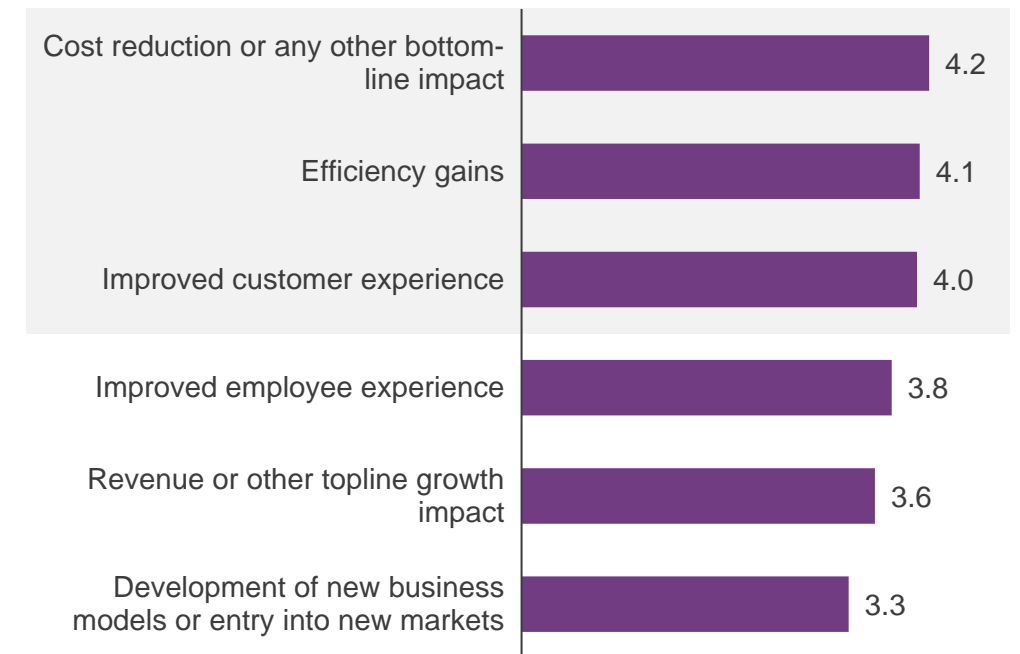 Cost reduction or any other bottom-
line impact
4.2
Efficiency gains
4.1
Improved customer experience
4.0
Improved employee experience
3.8
Revenue or other topline growth
impact
3.6
Development of new business
models or entry into new markets
3.3